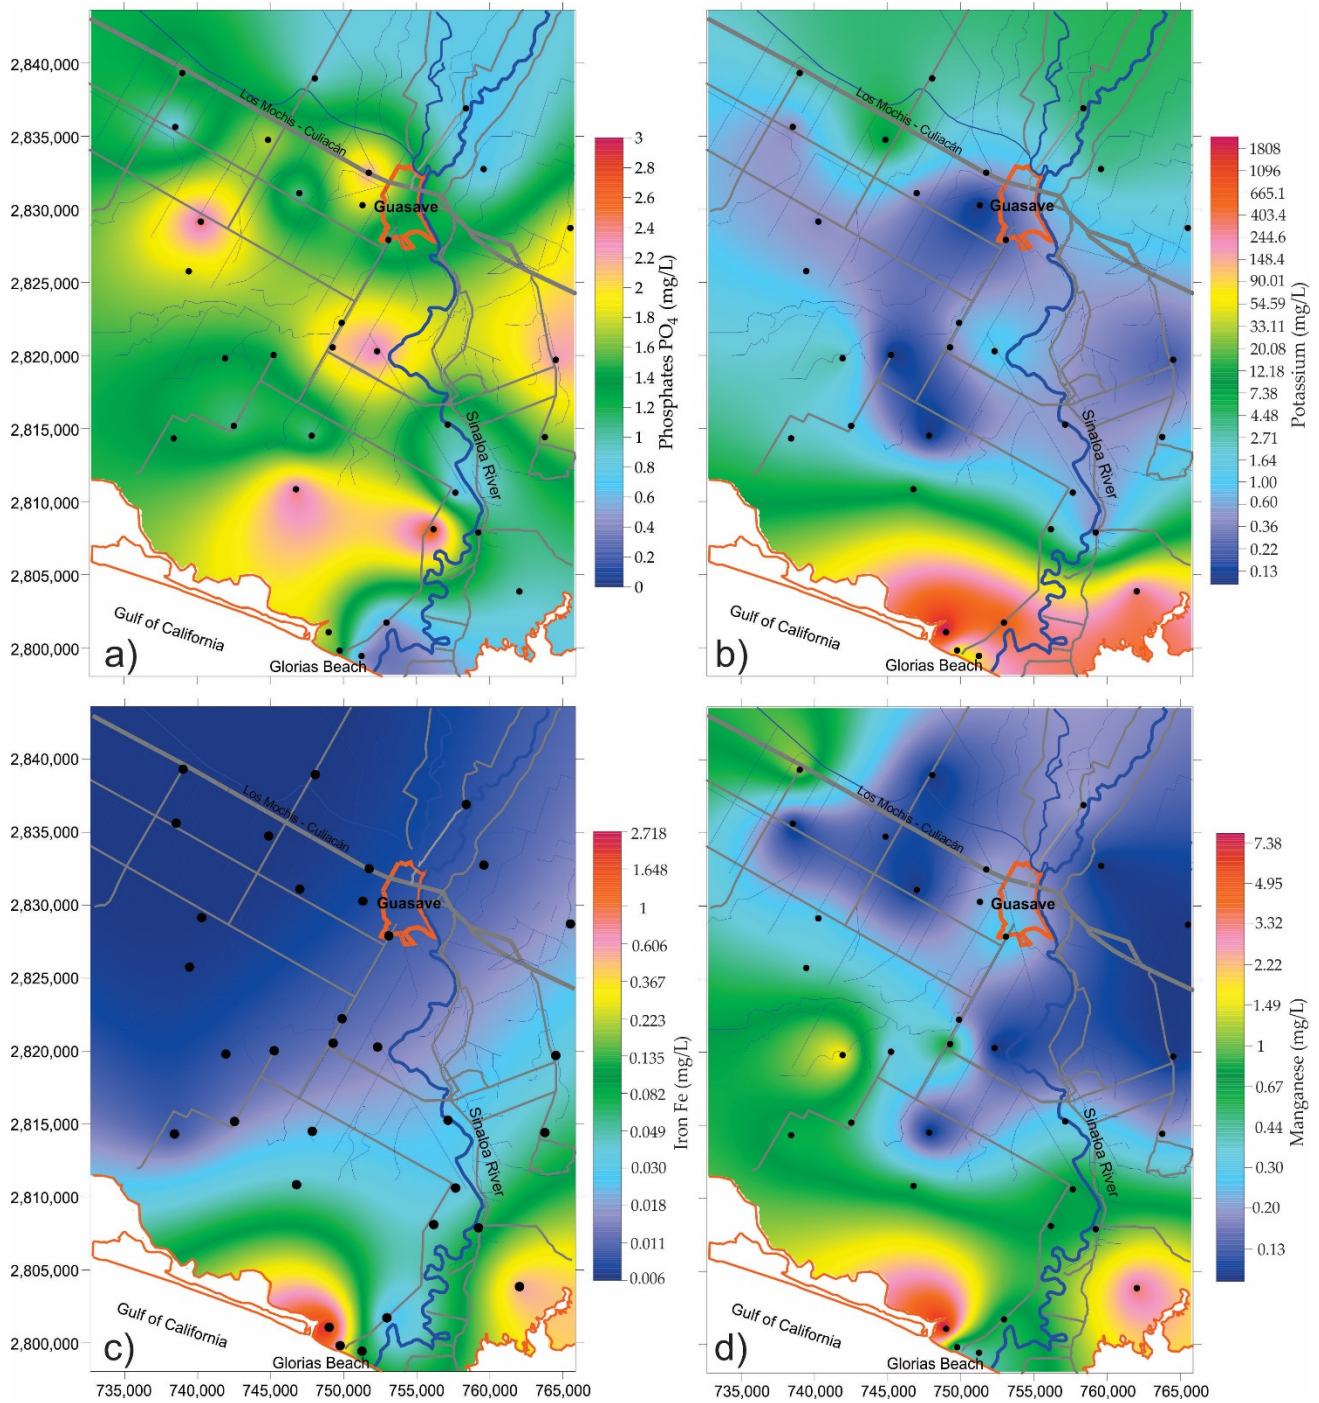 2,840,000
2,835,000
2,830,000
2,825,000
2,820,000
2,815,000
2,810,000
2,805,000
2,800,000
Los Mochis - Culiacán
Guasave
Sinaloa River
Gulf of California
Glorias Beach
a)
3
2.8
2.6
2.4
2.2
2
1.8
1.6
1.4
1.2
1
0.8
0.6
0.4
0.2
0
Phosphates PO4 (mg/L)
Los Mochis - Culiacán
Guasave
Sinaloa River
Gulf of California
Glorias Beach
b)
1808
1096
665.1
403.4
244.6
148.4
90.01
54.59
33.11
20.08
12.18
7.38
4.48
2.71
1.64
1.00
0.60
0.36
0.22
0.13
Potassium (mg/L)
2,840,000
2,835,000
2,830,000
2,825,000
2,820,000
2,815,000
2,810,000
2,805,000
2,800,000
Los Mochis - Culiacán
Guasave
Sinaloa River
Gulf of California
Glorias Beach
c)
735,000 740,000 745,000 750,000 755,000 760,000 765,000
2.718
1.648
1
0.606
0.367
0.223
0.135
0.082
0.049
0.030
0.018
0.011
0.006
Iron Fe (mg/L)
Los Mochis - Culiacán
Guasave
Sinaloa River
Gulf of California
Glorias Beach
d)
735,000 740,000 745,000 750,000 755,000 760,000 765,000
7.38
4.95
3.32
2.22
1.49
1
0.67
0.44
0.30
0.20
0.13
Manganese (mg/L)